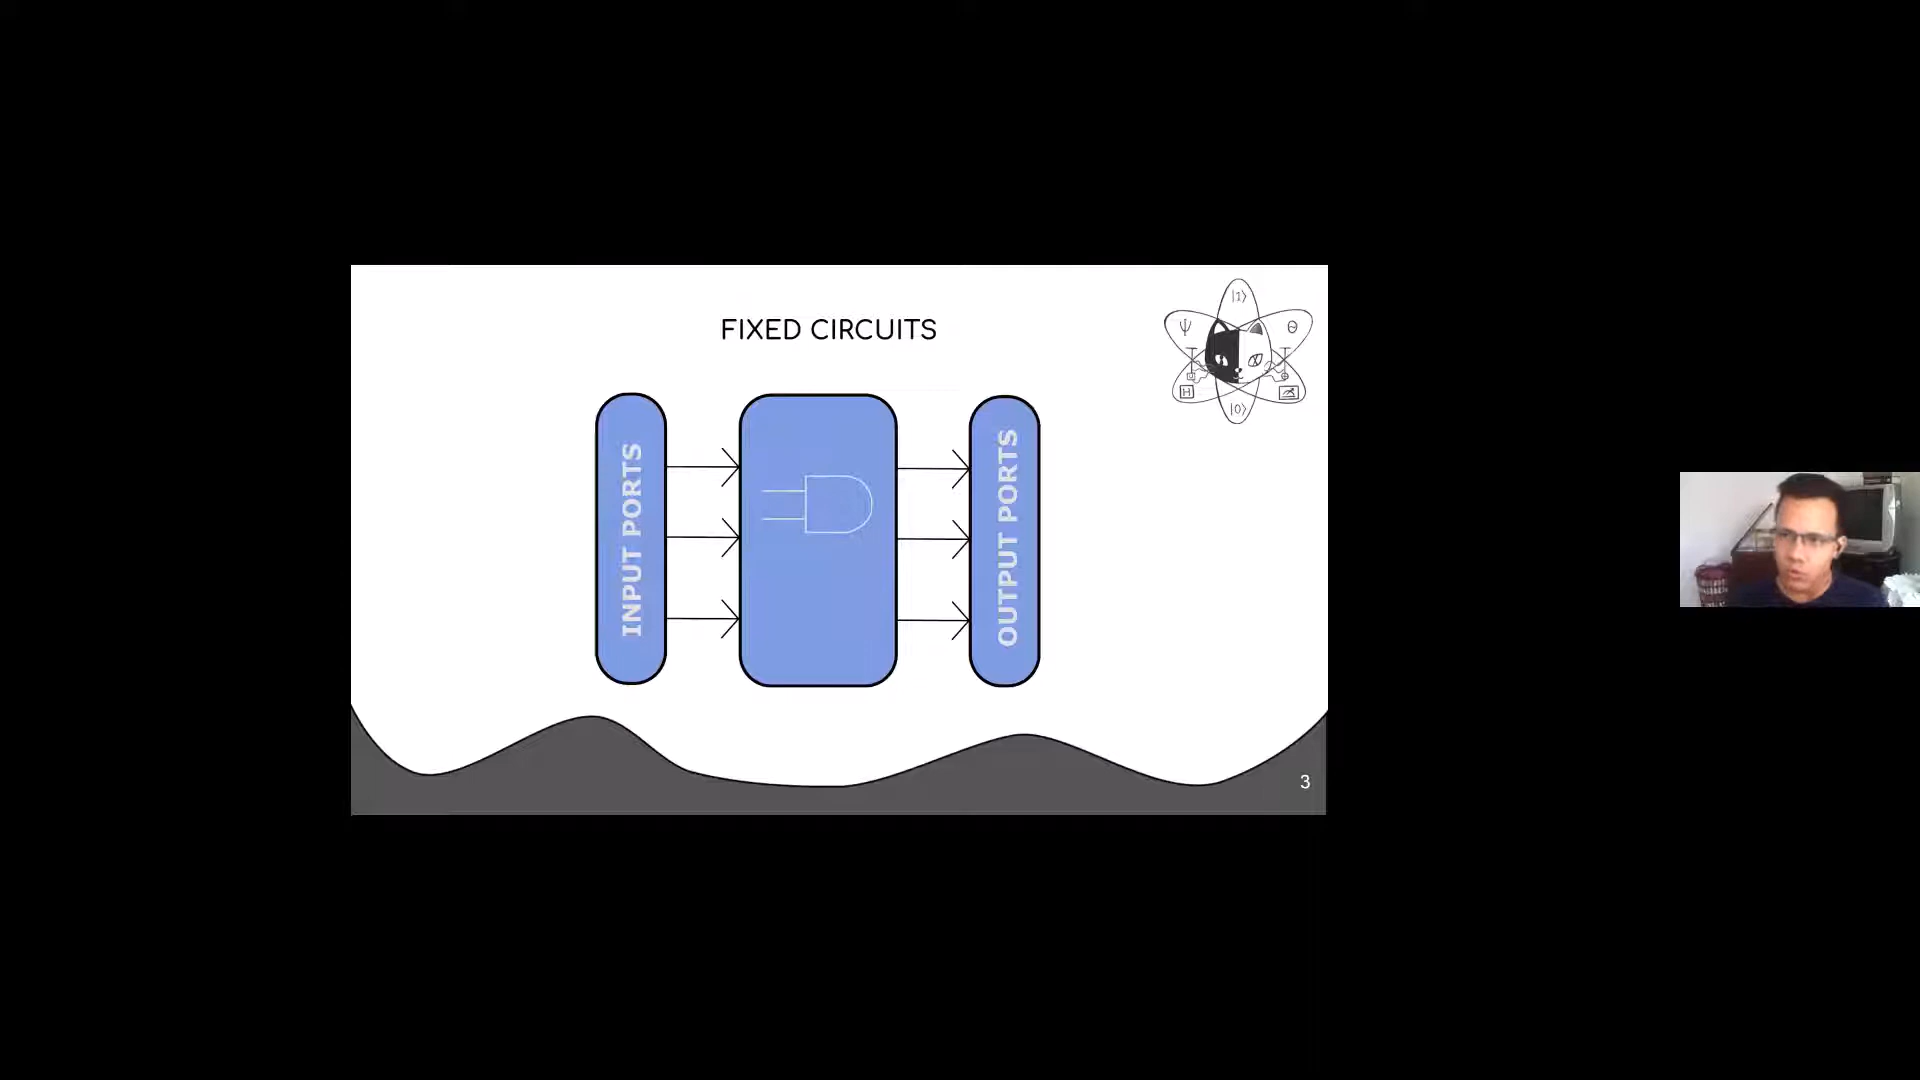 FIXED CIRCUITS
|1⟩
Ψ
Θ
H
|0⟩
INPUT PORTS
OUTPUT PORTS
3